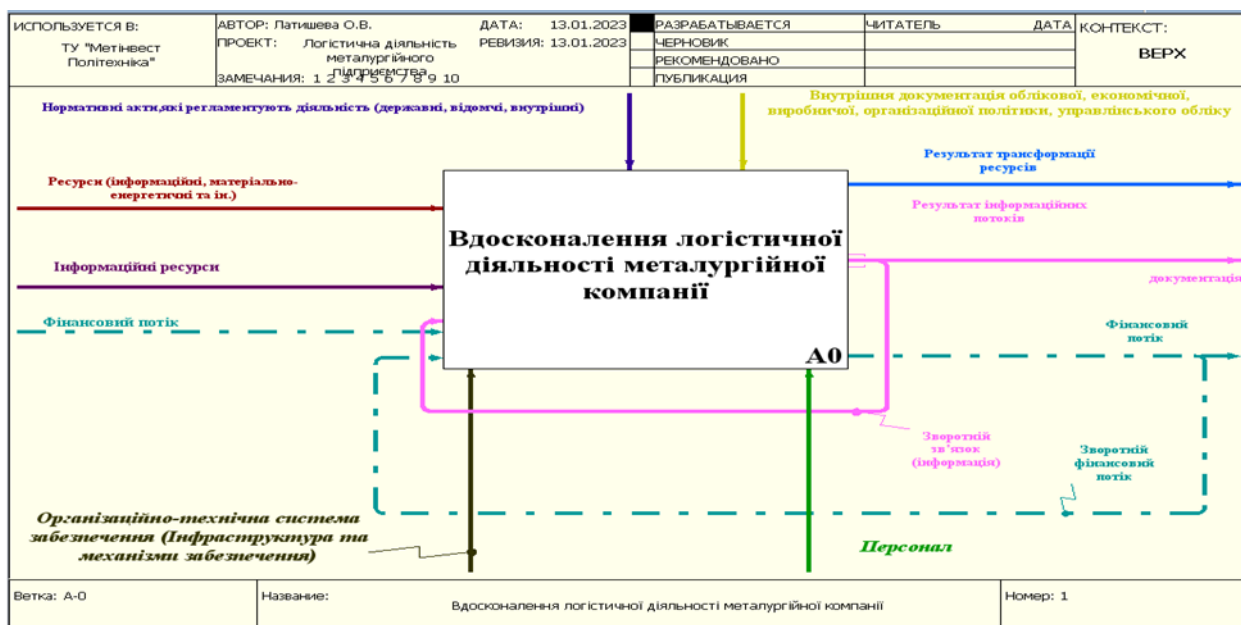 ИСПОЛЬЗУЕТСЯ В:
ТУ "Метінвест
Політехніка"
АВТОР: Латишева О.В.
ДАТА: 13.01.2023
ПРОЕКТ: Логістична діяльність
металургійного
підприємства
РЕВИЗИЯ: 13.01.2023
ЗАМЕЧАНИЯ: 1 2 3 4 5 6 7 8 9 10
РАЗРАБАТЫВАЕТСЯ
ЧЕРНОВИК
РЕКОМЕНДОВАНО
ПУБЛИКАЦИЯ
ЧИТАТЕЛЬ
ДАТА
КОНТЕКСТ:
ВЕРХ
Нормативні акти,які регламентують діяльність (державні, відомчі, внутрішні)
Внутрішня документація облікової, економічної,
виробничої, організаційної політики, управлінського обліку
Результат трансформації
ресурсів
Ресурси (інформаційні, матеріально-
енергетичні та ін.)
Результат інформаційних
потоків
Вдосконалення логістичної
діяльності металургійної
компанії
A0
Інформаційні ресурси
документація
Фінансовий потік
Фінансовий
потік
Зворотній
зв'язок
(інформація)
Зворотній
фінансовий
потік
Організаційно-технічна система
забезпечення (Інфраструктура та
механізми забезпечення)
Персонал
Ветка: A-0
Название:
Вдосконалення логістичної діяльності металургійної компанії
Номер: 1